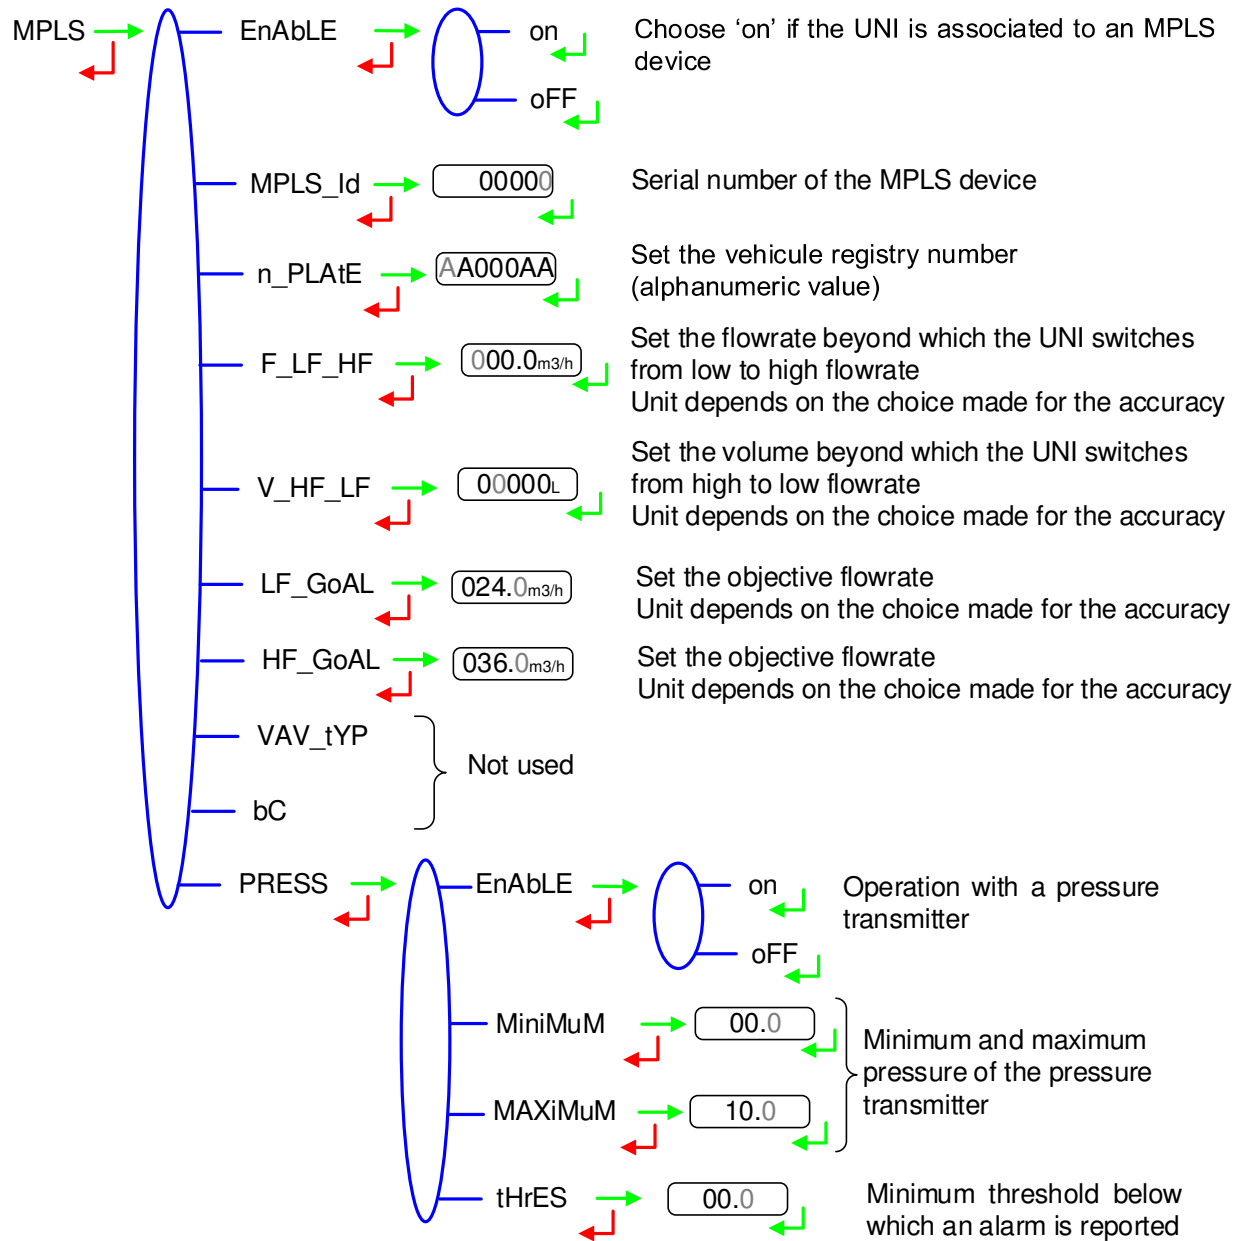 MPLS EnAbLE on Choose ‘on’ if the UNI is associated to an MPLS
device
oFF
MPLS_Id 00000 Serial number of the MPLS device
n_PLAtE AA000AA Set the vehicule registry number
(alphanumeric value)
F_LF_HF 000.0m3/h Set the flowrate beyond which the UNI switches
from low to high flowrate
Unit depends on the choice made for the accuracy
V_HF_LF 00000L Set the volume beyond which the UNI switches
from high to low flowrate
Unit depends on the choice made for the accuracy
LF_GoAL 024.0m3/h Set the objective flowrate
Unit depends on the choice made for the accuracy
HF_GoAL 036.0m3/h Set the objective flowrate
Unit depends on the choice made for the accuracy
VAV_tYP
Not used
bC
PRESS EnAbLE on Operation with a pressure
transmitter
oFF
MiniMuM 00.0 Minimum and maximum
pressure of the pressure
transmitter
MAXiMuM 10.0
tHrES 00.0 Minimum threshold below
which an alarm is reported